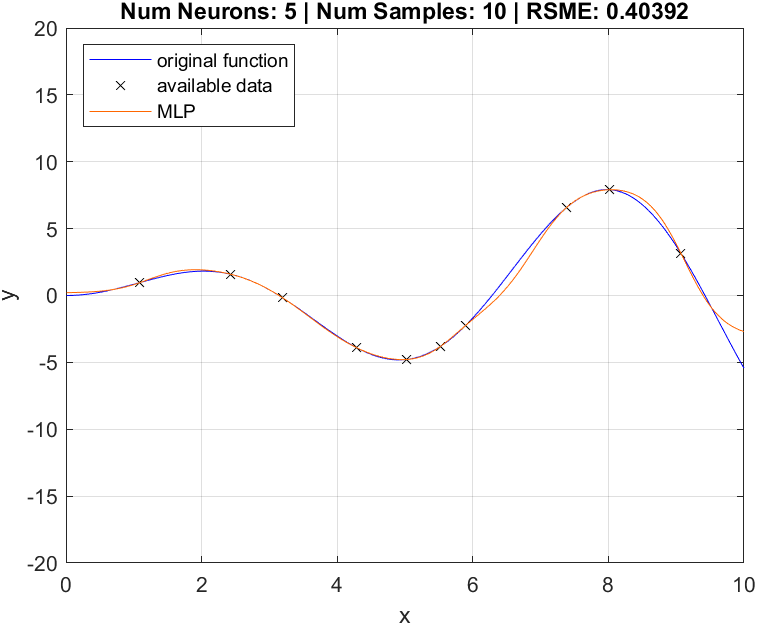 Num Neurons: 5 | Num Samples: 10 | RSME: 0.40392
20
15
10
5
0
-5
-10
-15
-20
original function
available data
MLP
y
0 2 4 6 8 10
x